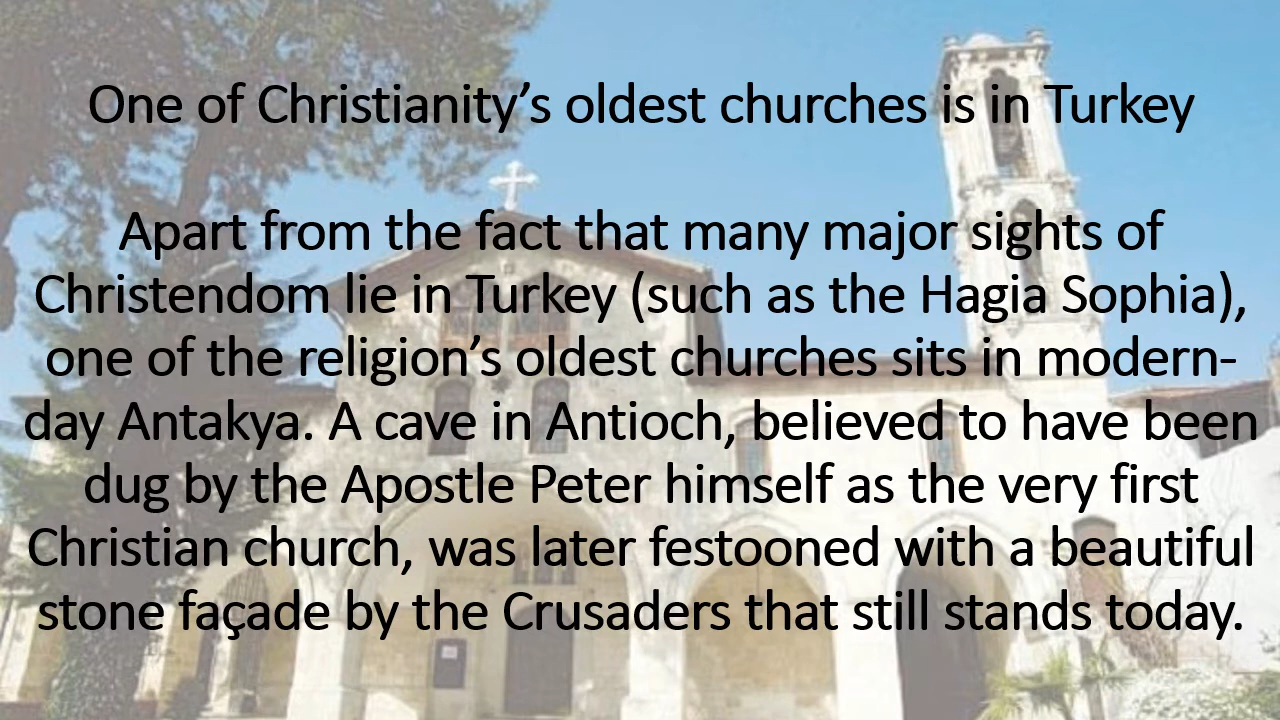 One of Christianity’s oldest churches is in Turkey
Apart from the fact that many major sights of
Christendom lie in Turkey (such as the Hagia Sophia),
one of the religion’s oldest churches sits in modern-
day Antakya. A cave in Antioch, believed to have been
dug by the Apostle Peter himself as the very first
Christian church, was later festooned with a beautiful
stone façade by the Crusaders that still stands today.